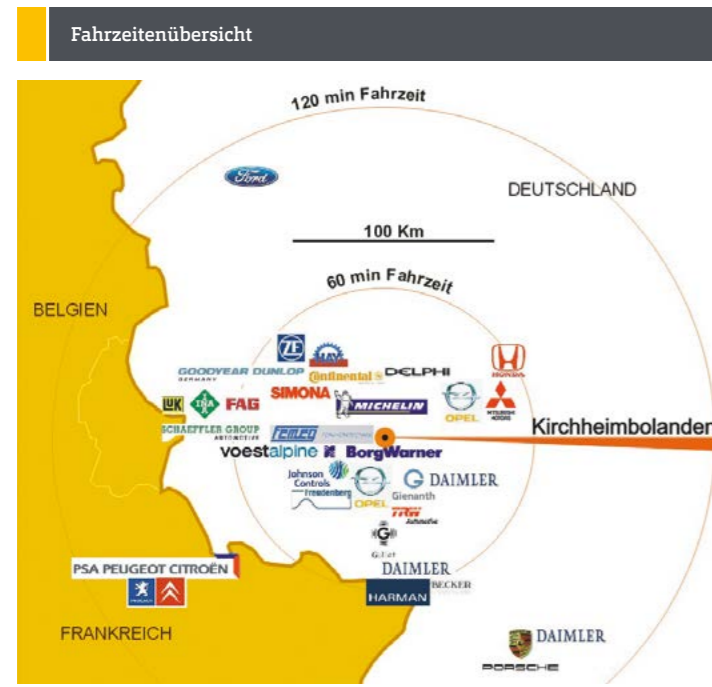 Fahrzeitenübersicht
120 min Fahrzeit
Ford
DEUTSCHLAND
100 Km
60 min Fahrzeit
BELGIEN
ZF
GOODYEAR DUNLOP
GERMANY
Continental
DELPHI
HONDA
LUK
INA
FAG
SIMONA
MICHELIN
OPEL
MITSUBISHI
MOTORS
SCHAEFFLER GROUP
AUTOMOTIVE
Kirchheimbolander
voestalpine
BorgWarner
Johnson
Controls
Freudenberg
OPEL
Gienanth
DAIMLER
TRW
Automotive
G
Gillet
PSA PEUGEOT CITROËN
DAIMLER
BECKER
HARMAN
FRANKREICH
DAIMLER
PORSCHE